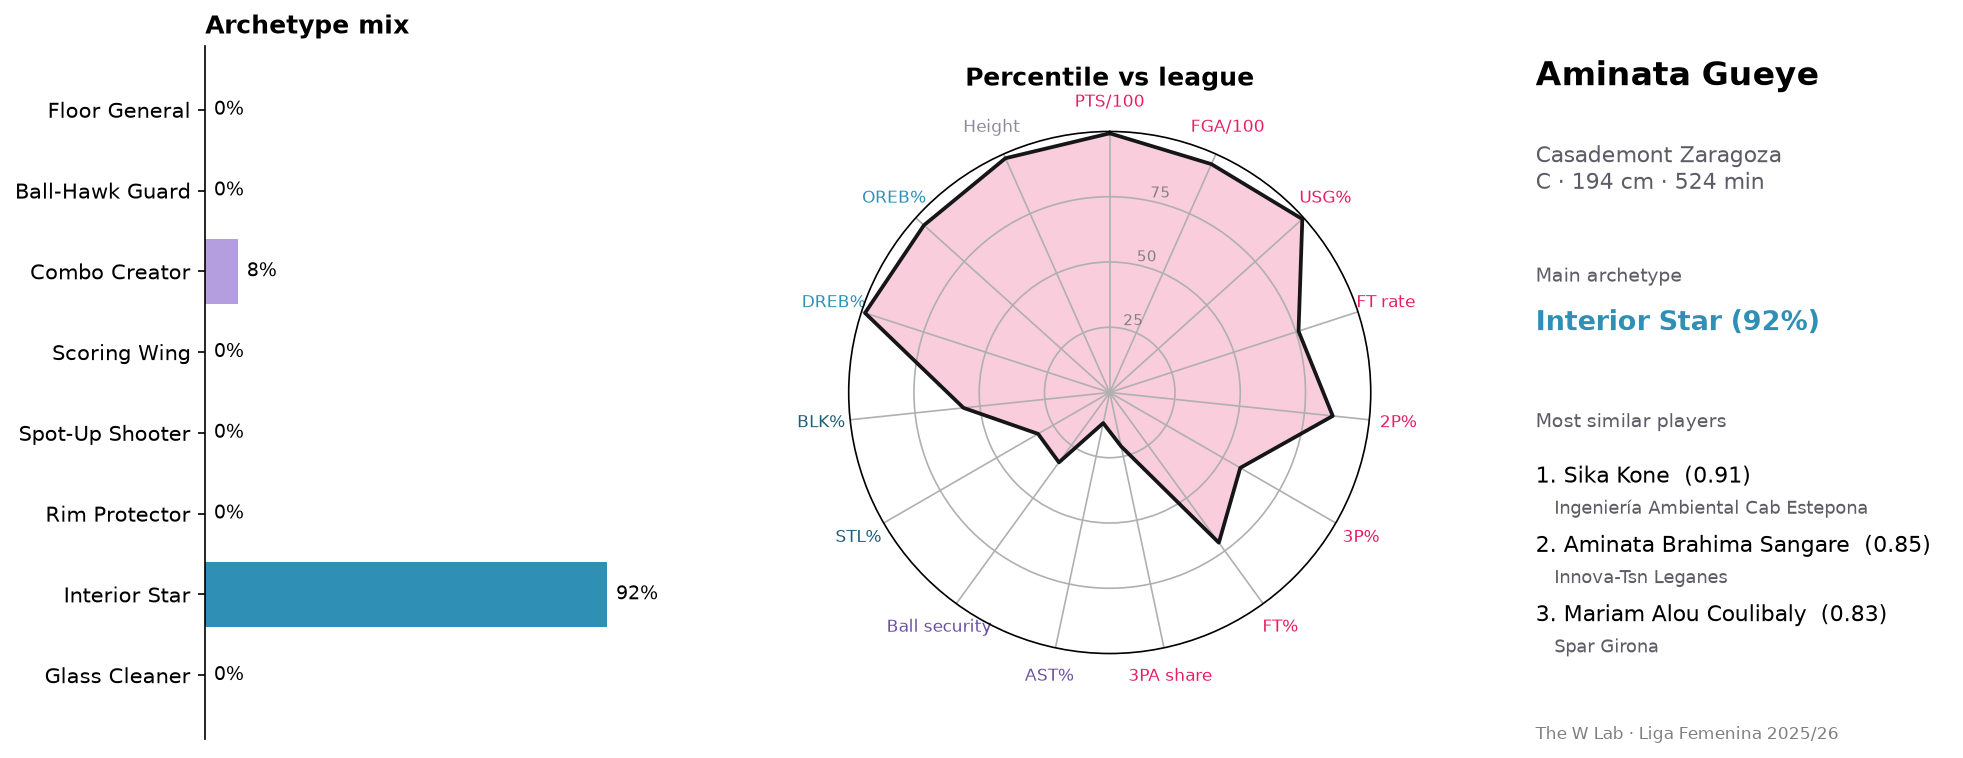 Archetype mix
Floor General
0%
Ball-Hawk Guard
0%
Combo Creator
8%
Scoring Wing
0%
Spot-Up Shooter
0%
Rim Protector
0%
Interior Star
92%
Glass Cleaner
0%
Percentile vs league
PTS/100
FGA/100
USG%
FT rate
2P%
3P%
FT%
3PA share
AST%
Ball security
STL%
BLK%
DREB%
OREB%
Height
75
50
25
Aminata Gueye
Casademont Zaragoza
C · 194 cm · 524 min
Main archetype
Interior Star (92%)
Most similar players
1. Sika Kone (0.91)
Ingeniería Ambiental Cab Estepona
2. Aminata Brahima Sangare (0.85)
Innova-Tsn Leganes
3. Mariam Alou Coulibaly (0.83)
Spar Girona
The W Lab · Liga Femenina 2025/26